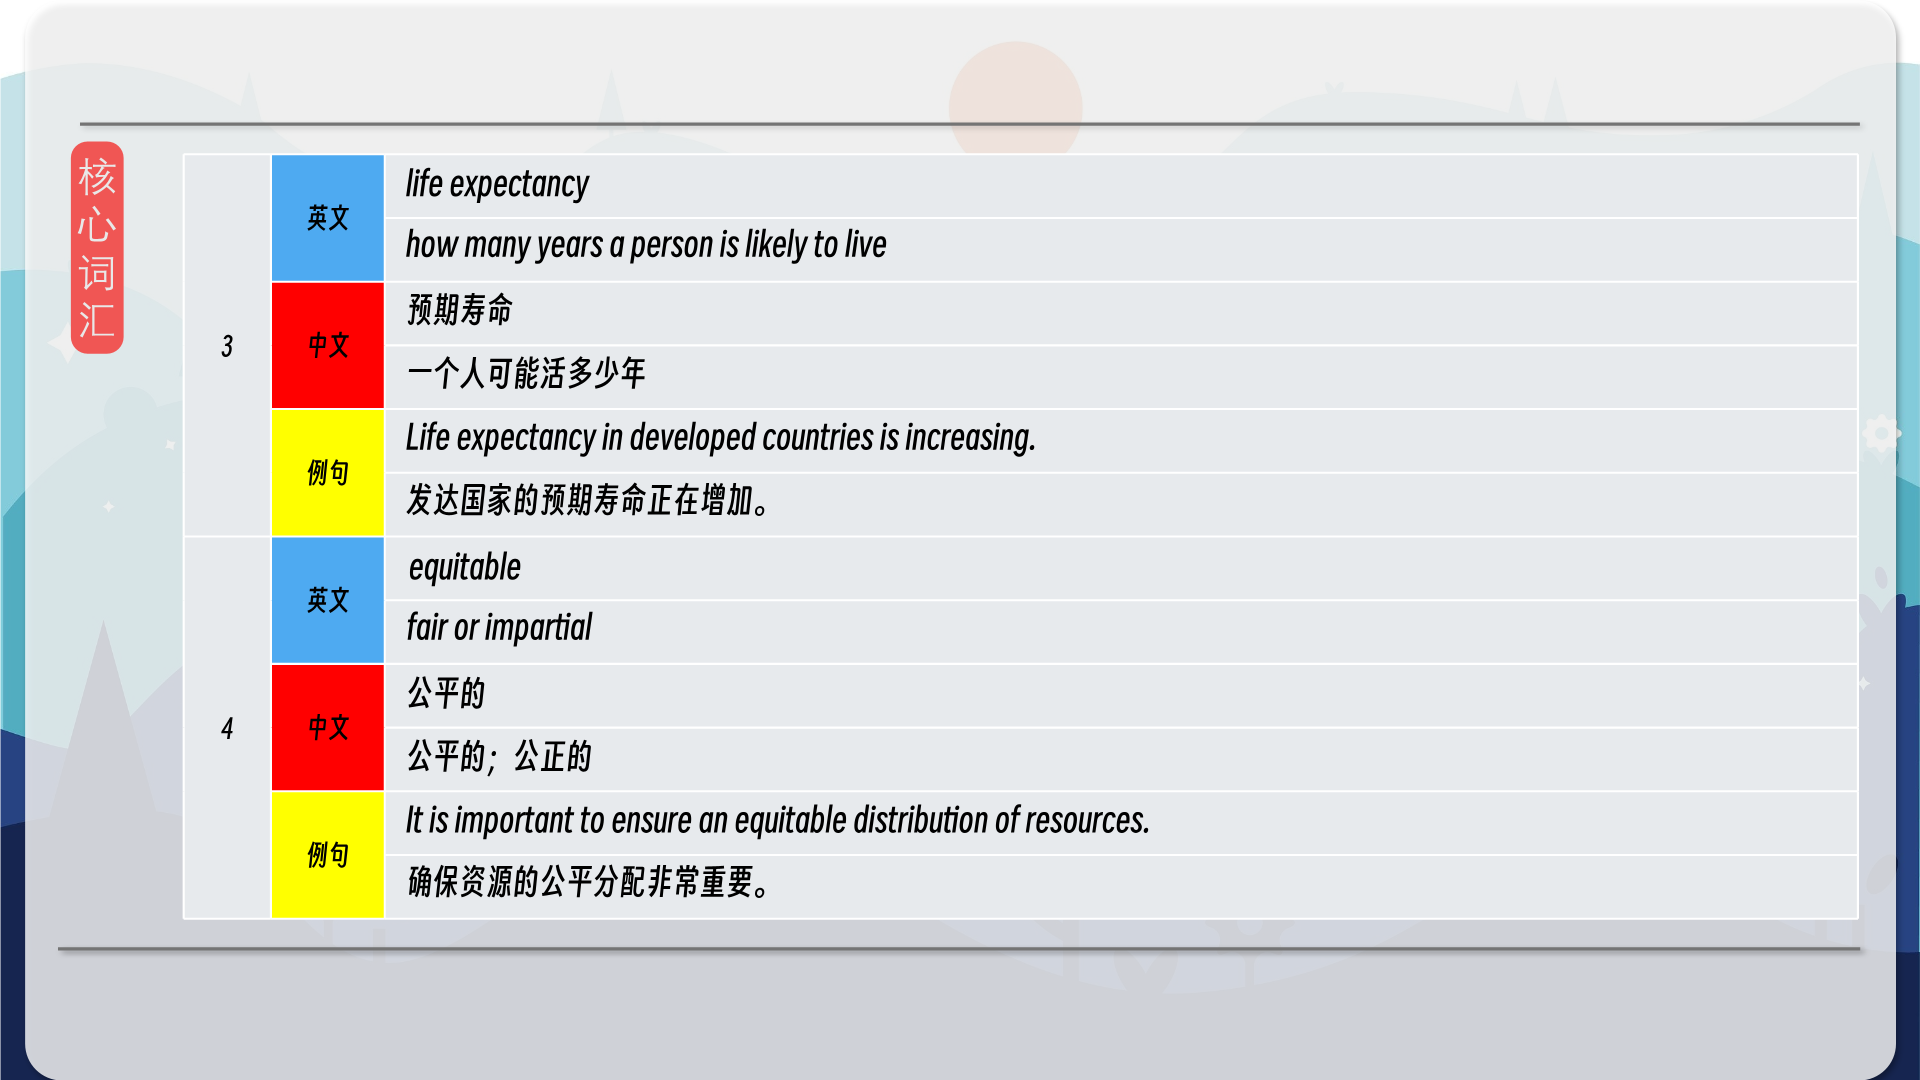 核
心
词
汇
3
英文
life expectancy
how many years a person is likely to live
中文
预期寿命
一个人可能活多少年
例句
Life expectancy in developed countries is increasing.
发达国家的预期寿命正在增加。
4
英文
equitable
fair or impartial
中文
公平的
公平的；公正的
例句
It is important to ensure an equitable distribution of resources.
确保资源的公平分配非常重要。